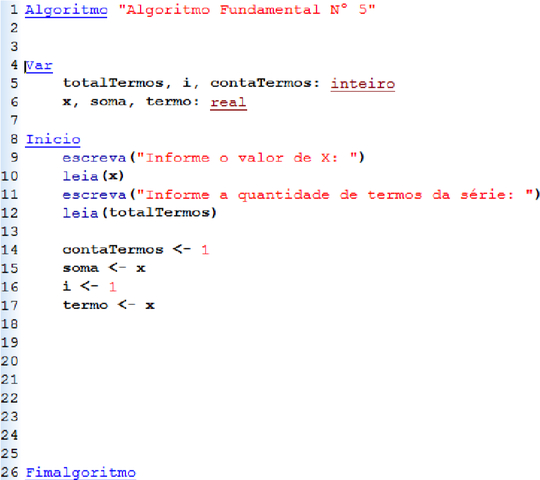 1 Algoritmo "Algoritmo Fundamental N° 5"
2
3
4 Var
5 totalTermos, i, contaTermos: inteiro
6 x, soma, termo: real
7
8 Inicio
9 escreva("Informe o valor de X: ")
10 leia(x)
11 escreva("Informe a quantidade de termos da série: ")
12 leia(totalTermos)
13
14 contaTermos <- 1
15 soma <- x
16 i <- 1
17 termo <- x
18
19
20
21
22
23
24
25
26 Fimalgoritmo